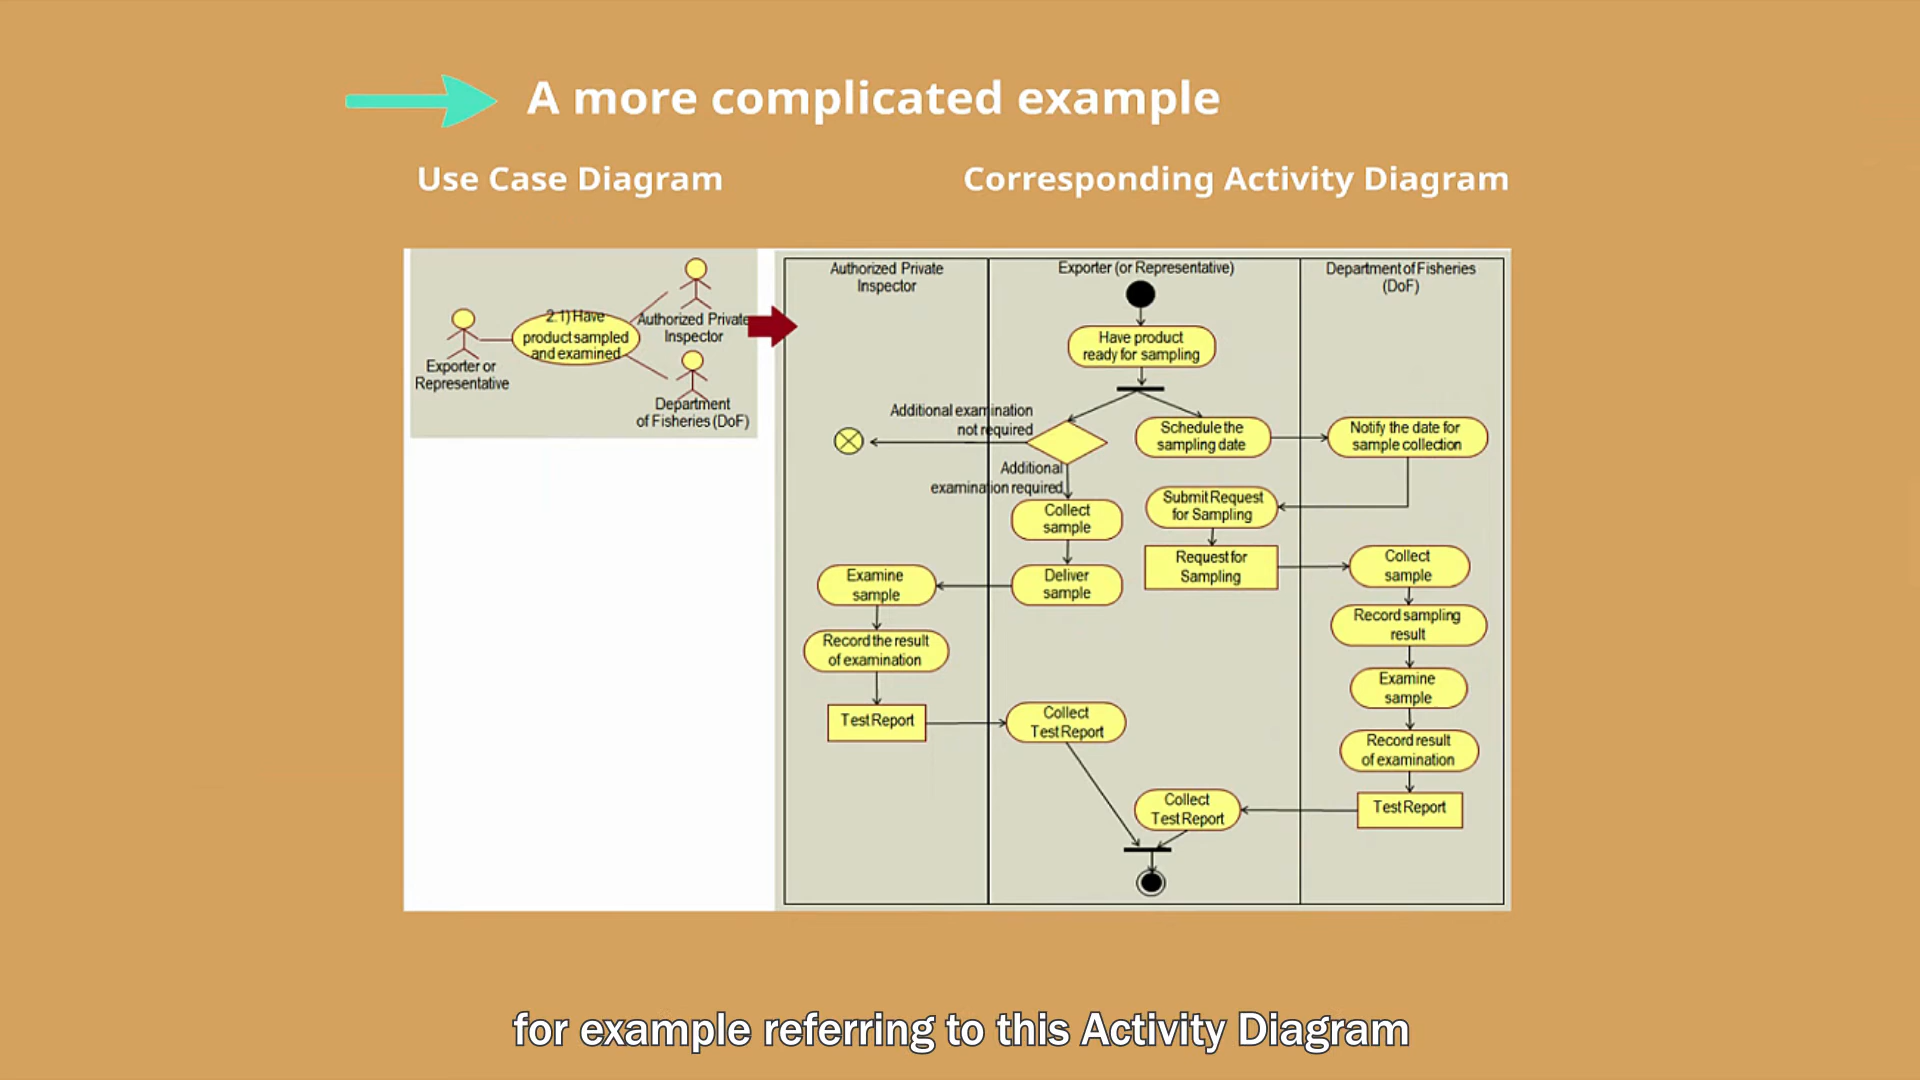 A more complicated example
Use Case Diagram
Corresponding Activity Diagram
2.1) Have
product sampled
and examined
Exporter or
Representative
Authorized Private
Inspector
Department
of Fisheries (DoF)
Authorized Private
Inspector
Exporter (or Representative)
Department of Fisheries
(DoF)
Have product
ready for sampling
Additional examination
not required
Schedule the
sampling date
Notify the date for
sample collection
Additional
examination required
Collect
sample
Submit Request
for Sampling
Request for
Sampling
Collect
sample
Examine
sample
Deliver
sample
Record sampling
result
Record the result
of examination
Examine
sample
Test Report
Collect
Test Report
Record result
of examination
Collect
Test Report
Test Report
for example referring to this Activity Diagram